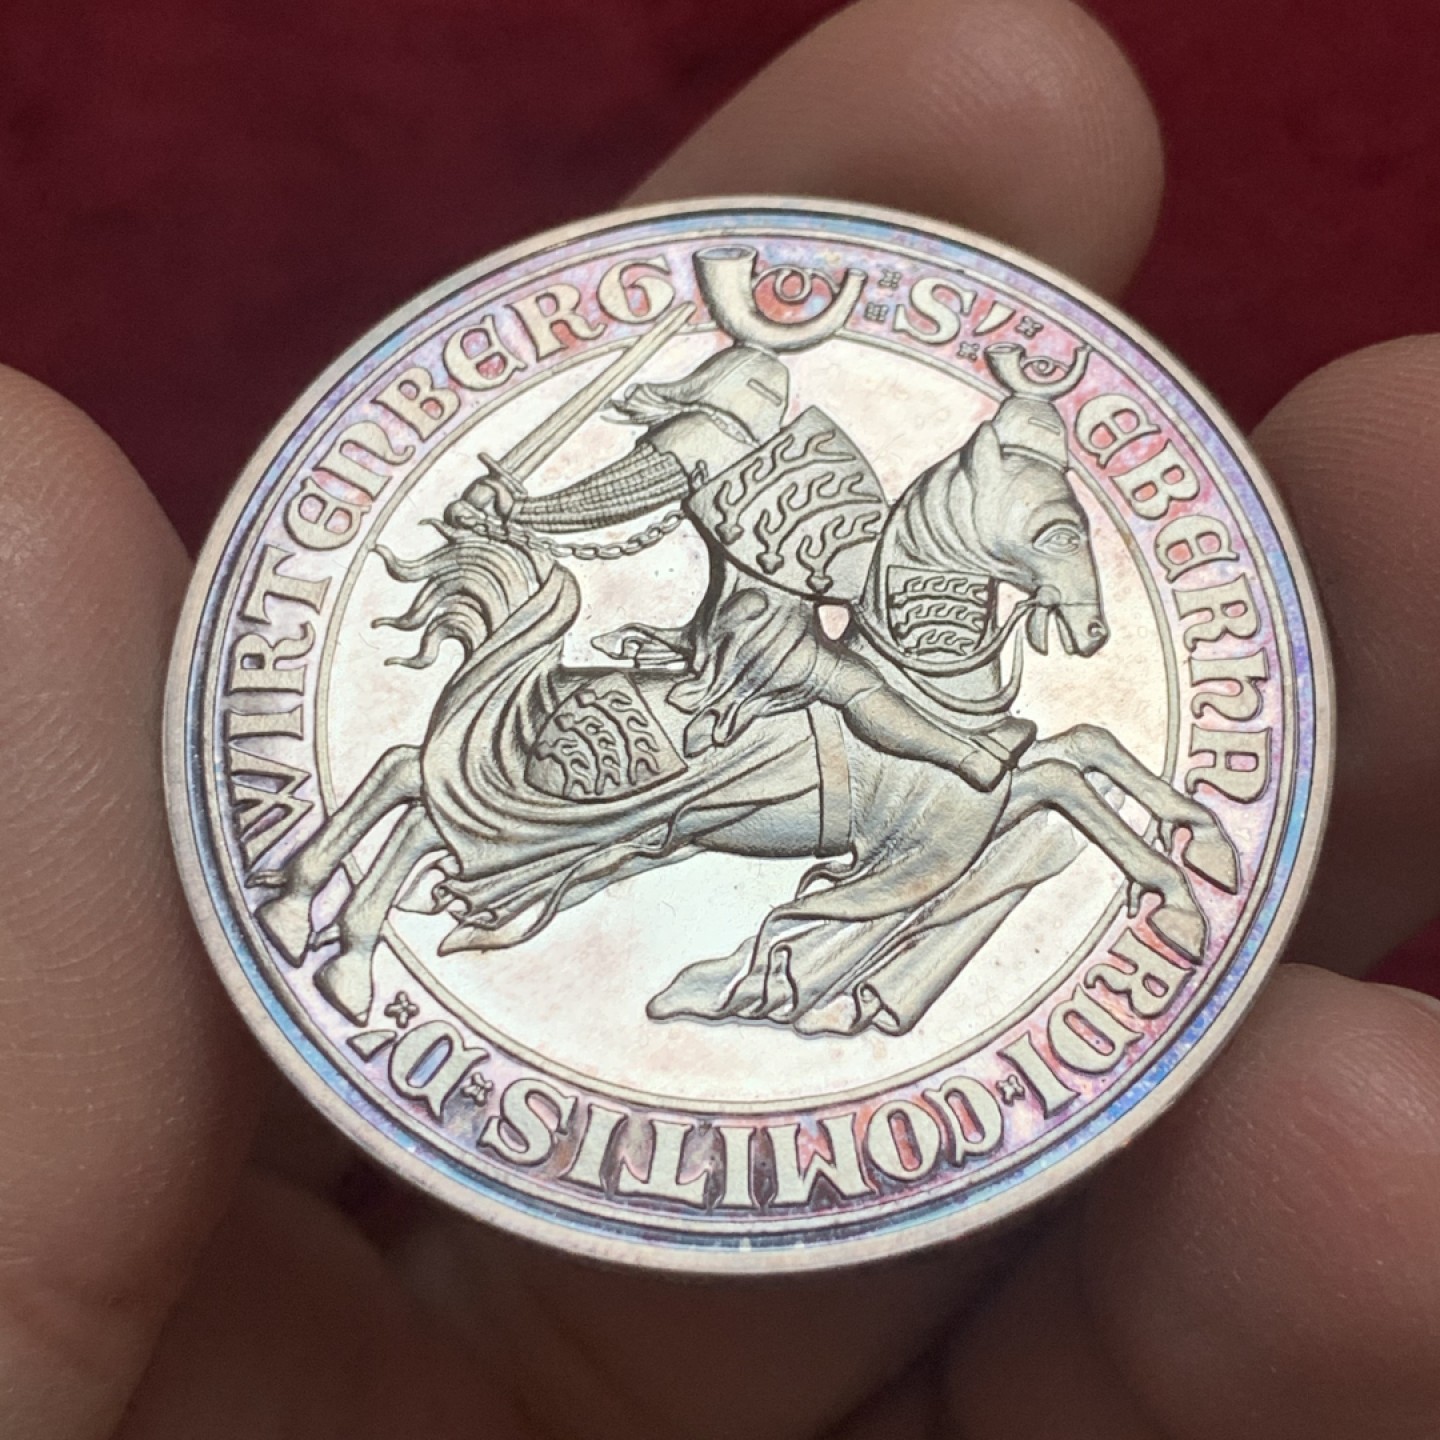 S' EBERHARDI · COMITIS · D' WIRTENBERG